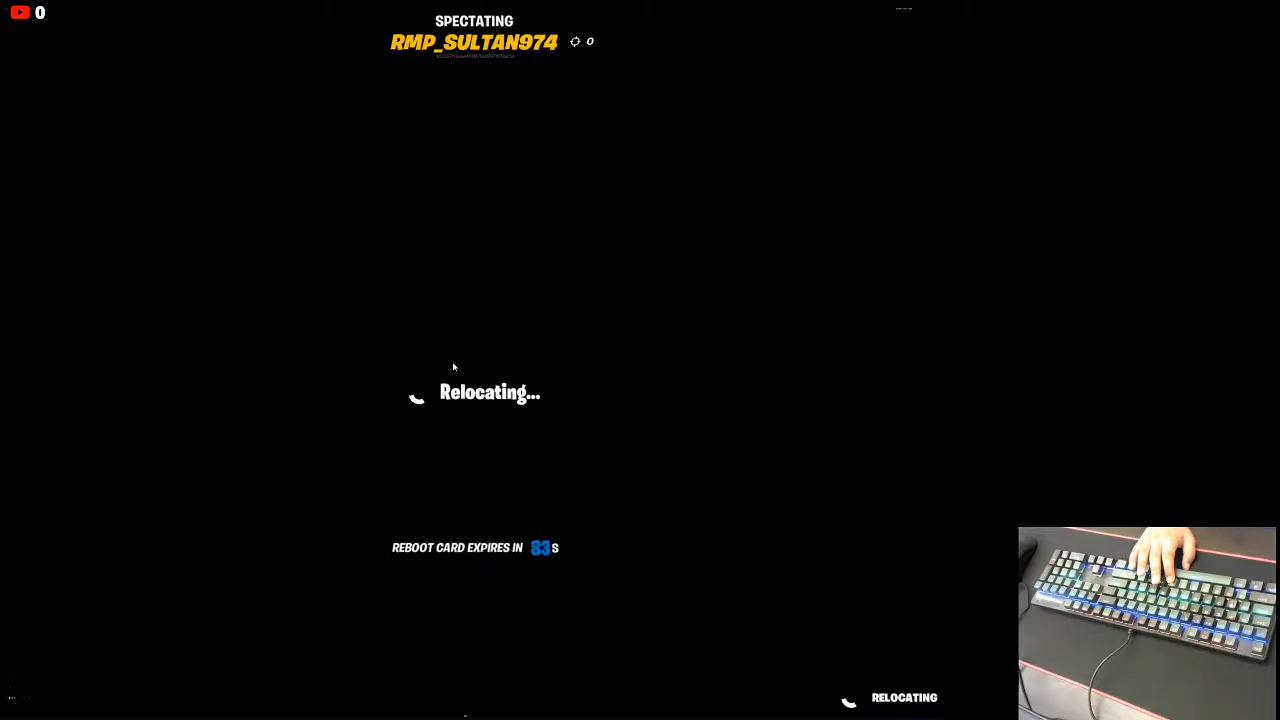 0
SPECTATING
RMP_SULTAN974 0
Relocating...
REBOOT CARD EXPIRES IN 83 S
RELOCATING